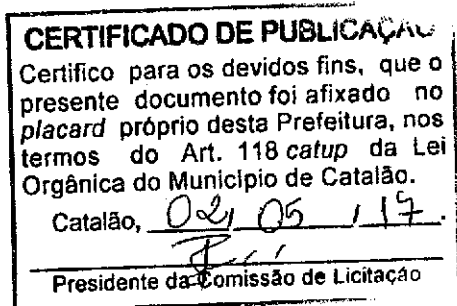 CERTIFICADO DE PUBLICAÇÃO
Certifico para os devidos fins, que o
presente documento foi afixado no
placard próprio desta Prefeitura, nos
termos do Art. 118 catup da Lei
Orgânica do Municipio de Catalão.
Catalão, 02, 05 / 17.
Presidente da Comissão de Licitação